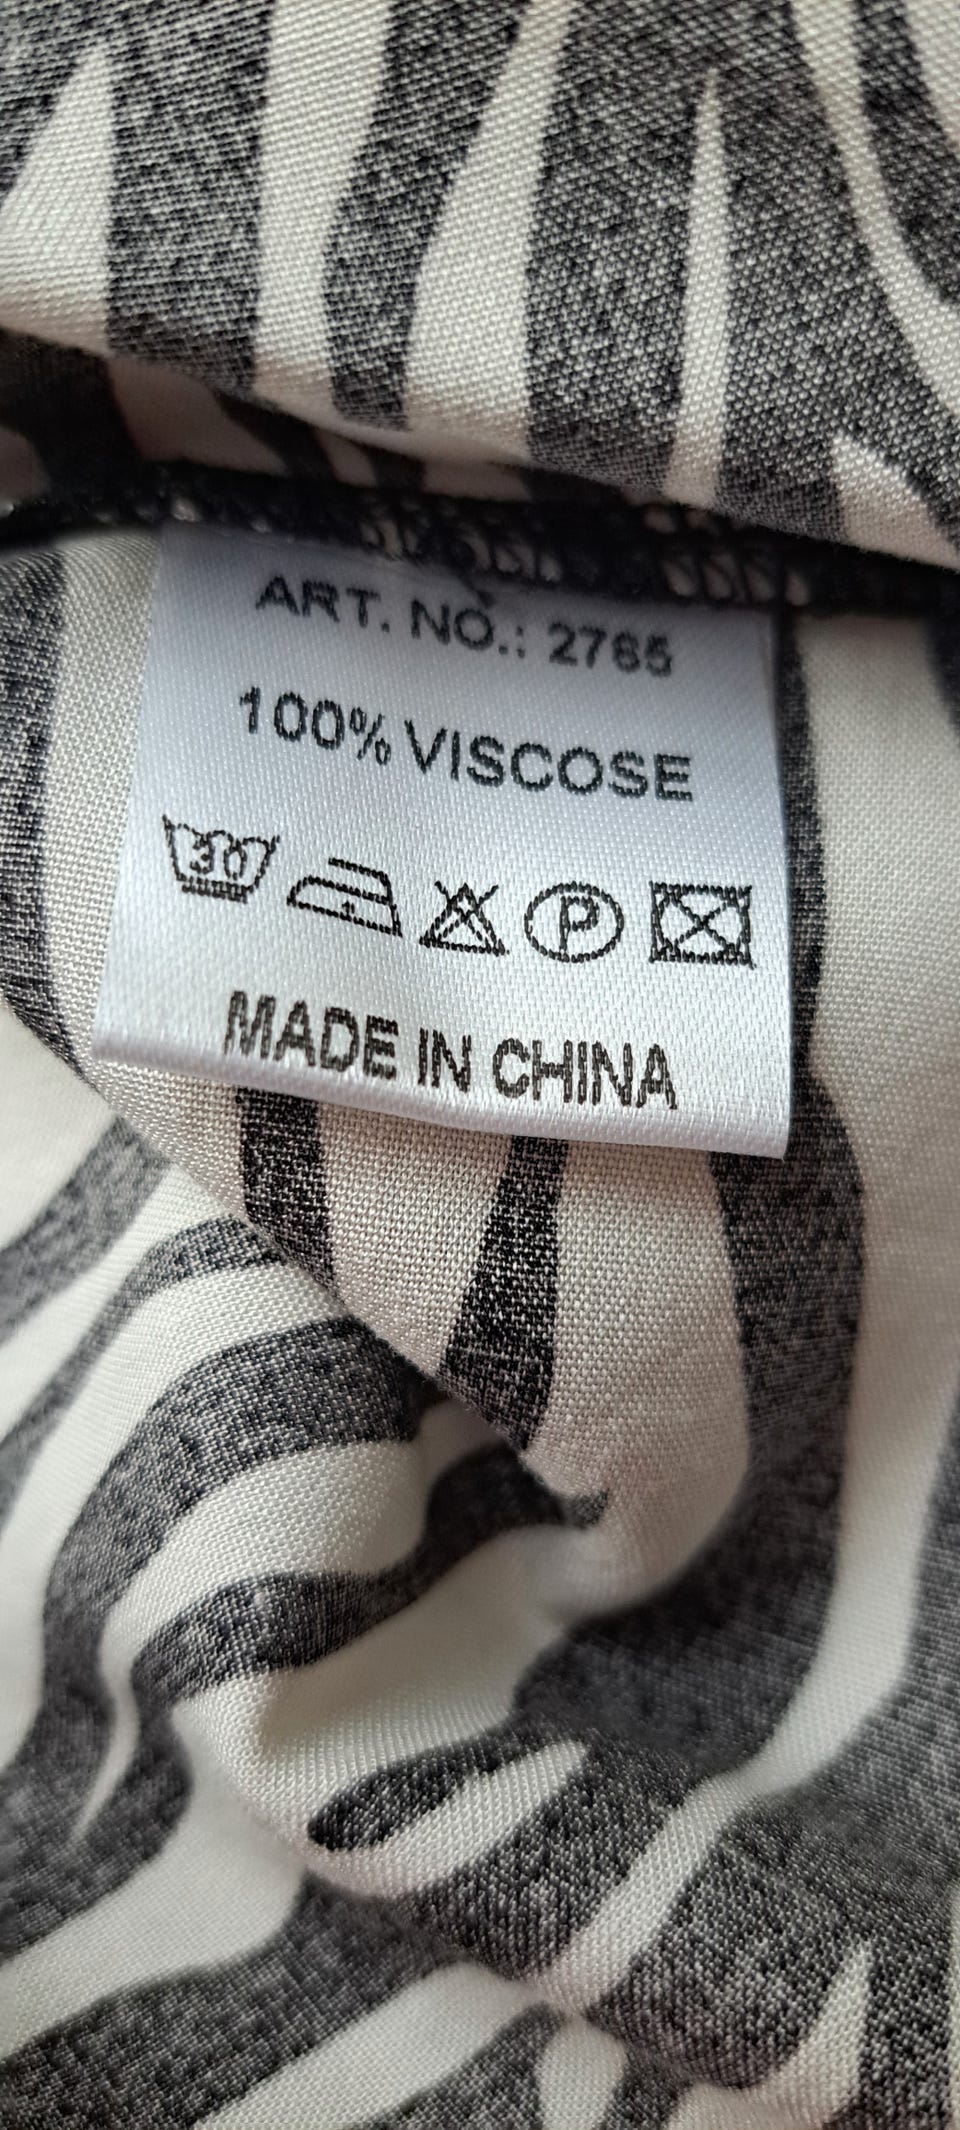 ART. NO.: 2765
100% VISCOSE
30 P
MADE IN CHINA